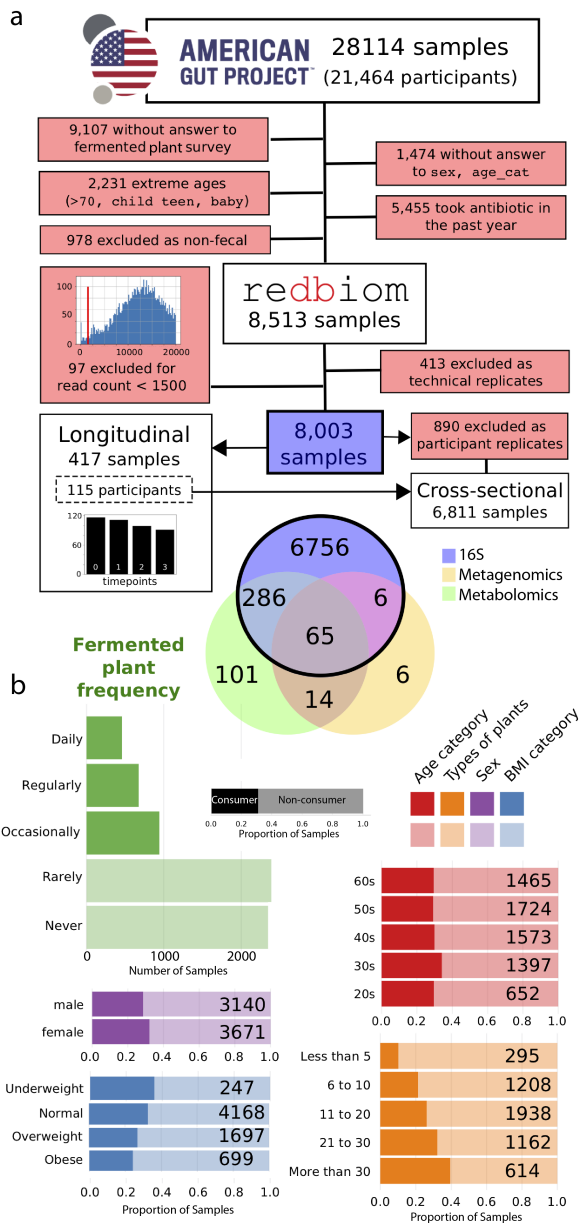 a
AMERICAN
GUT PROJECT™
28114 samples
(21,464 participants)
9,107 without answer to
fermented plant survey
1,474 without answer
to sex, age_cat
2,231 extreme ages
(>70, child teen, baby)
5,455 took antibiotic in
the past year
978 excluded as non-fecal
redbiom
8,513 samples
100
50
0
0 10000 20000
97 excluded for
read count < 1500
413 excluded as
technical replicates
8,003
samples
890 excluded as
participant replicates
Longitudinal
417 samples
115 participants
120
60
0
0 1 2 3
timepoints
Cross-sectional
6,811 samples
6756
286
6
65
101
14
6
16S
Metagenomics
Metabolomics
b
Fermented
plant
frequency
Daily
Regularly
Occasionally
Rarely
Never
0 1000 2000
Number of Samples
Consumer Non-consumer
0.0 0.2 0.4 0.6 0.8 1.0
Proportion of Samples
Age category
Types of plants
Sex
BMI category
60s 1465
50s 1724
40s 1573
30s 1397
20s 652
0.0 0.2 0.4 0.6 0.8 1.0
male 3140
female 3671
0.0 0.2 0.4 0.6 0.8 1.0
Underweight 247
Normal 4168
Overweight 1697
Obese 699
0.0 0.2 0.4 0.6 0.8 1.0
Proportion of Samples
Less than 5 295
6 to 10 1208
11 to 20 1938
21 to 30 1162
More than 30 614
0.0 0.2 0.4 0.6 0.8 1.0
Proportion of Samples